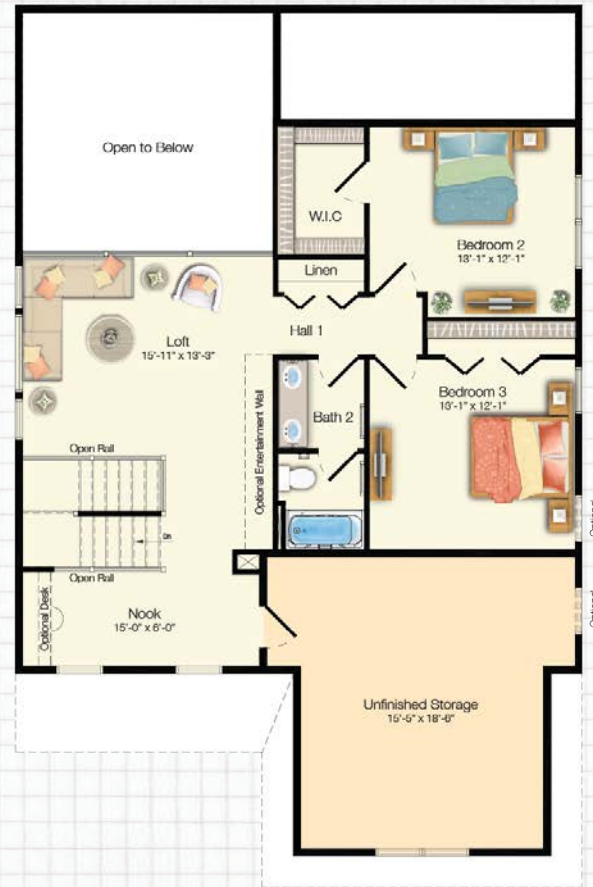 Open to Below
W.I.C
Bedroom 2
13'-1" x 12'-1"
Linen
Hall 1
Loft
15'-11" x 13'-3"
Bedroom 3
13'-1" x 12'-1"
Bath 2
Optional Entertainment Wall
Open Rail
Open Rail
Optional Desk
Nook
15'-0" x 6'-0"
Optional
Optional
Unfinished Storage
15'-5" x 18'-6"